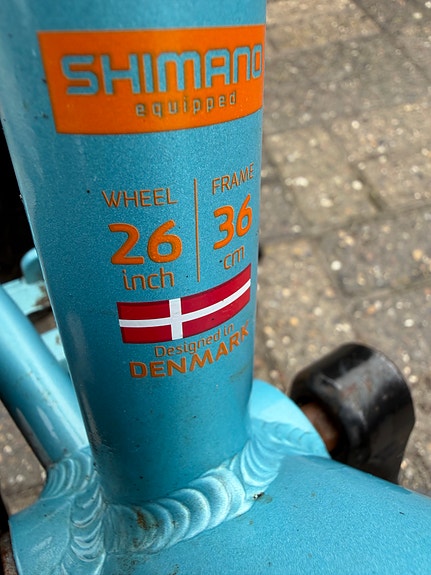 SHIMANO
equipped
WHEEL
26
inch
FRAME
36
cm
Designed in
DENMARK